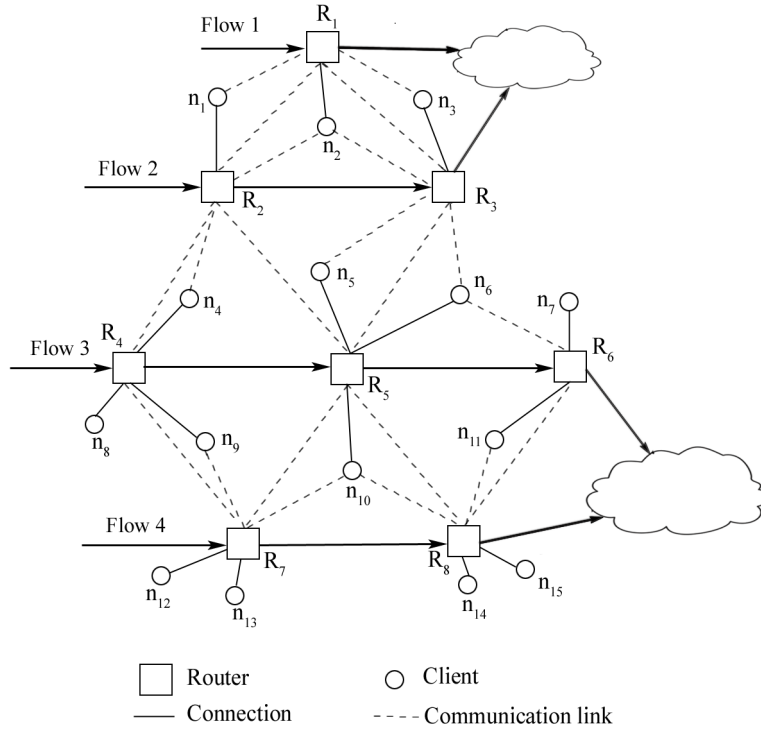 R1
Flow 1
n1
n3
n2
Flow 2
R2
R3
n5
n6
n7
n4
R4
R6
Flow 3
R5
n8
n9
n11
n10
Flow 4
R7
R8
n12
n15
n13
n14
Router
Client
Connection
Communication link